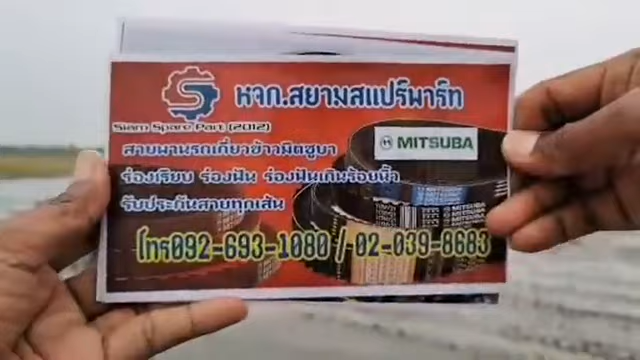 หจก.สยามสแปร์พาร์ท
Siam Spare Part (2012)
MITSUBA
สายพานรถเกี่ยวข้าวมิตซูบา
ร่องเรียบ ร่องฟัน ร่องฟันเกินร่องนิ้ว
รับประกันสายทุกเส้น
โทร092-693-1080 / 02-039-8683